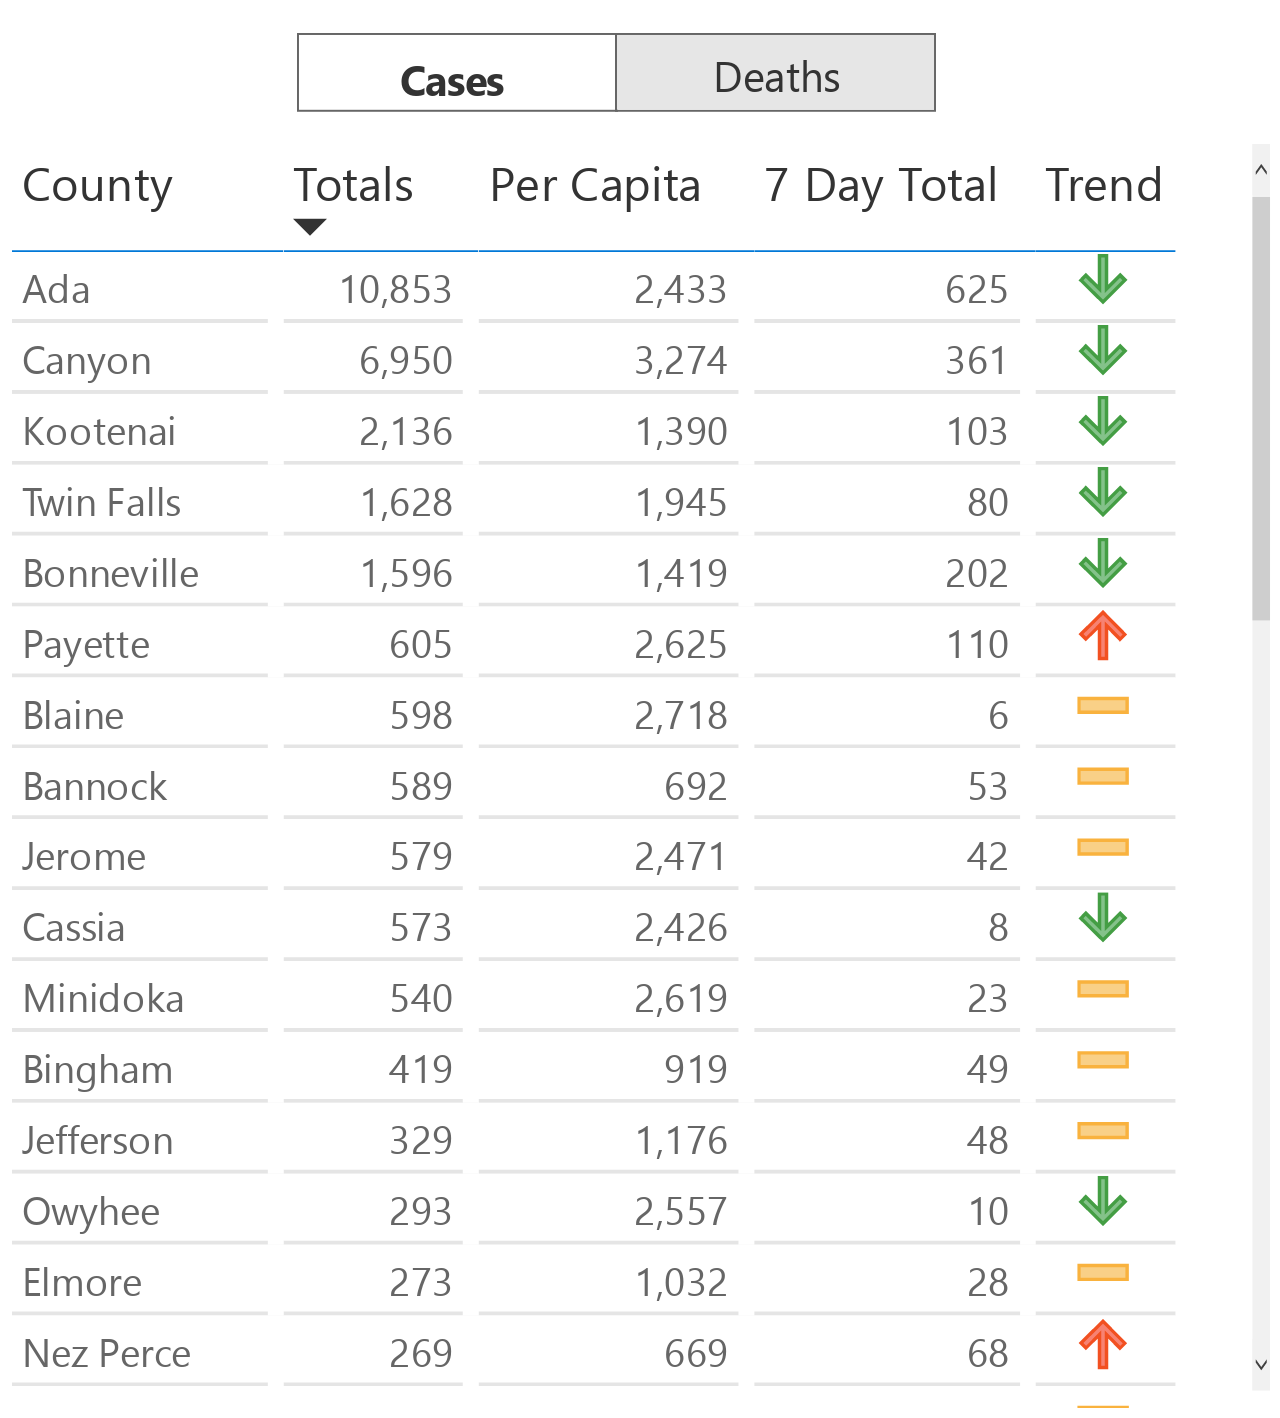 Cases Deaths
County Totals Per Capita 7 Day Total Trend
Ada 10,853 2,433 625
Canyon 6,950 3,274 361
Kootenai 2,136 1,390 103
Twin Falls 1,628 1,945 80
Bonneville 1,596 1,419 202
Payette 605 2,625 110
Blaine 598 2,718 6
Bannock 589 692 53
Jerome 579 2,471 42
Cassia 573 2,426 8
Minidoka 540 2,619 23
Bingham 419 919 49
Jefferson 329 1,176 48
Owyhee 293 2,557 10
Elmore 273 1,032 28
Nez Perce 269 669 68